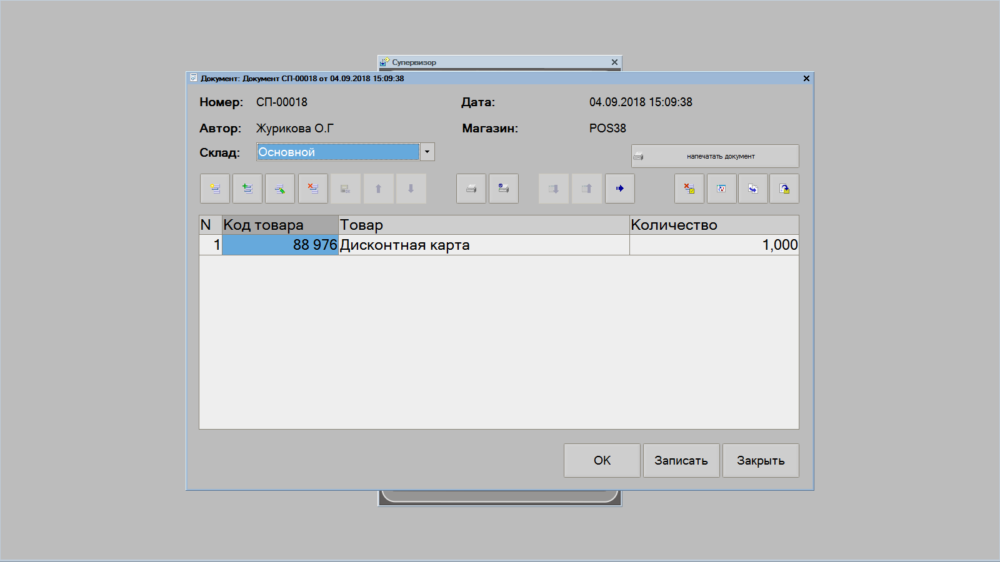 Супервизор
Документ: Документ СП-00018 от 04.09.2018 15:09:38
Номер: СП-00018 Дата: 04.09.2018 15:09:38
Автор: Журикова О.Г Магазин: POS38
Склад: Основной
напечатать документ
N Код товара Товар Количество
1 88 976 Дисконтная карта 1,000
OK Записать Закрыть